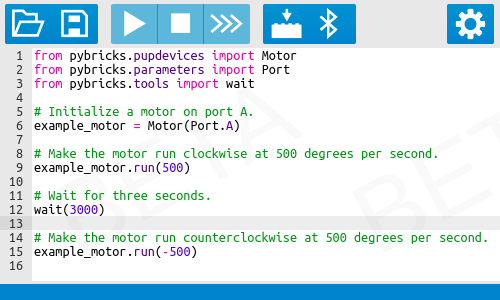 1 from pybricks.pupdevices import Motor
2 from pybricks.parameters import Port
3 from pybricks.tools import wait
4
5 # Initialize a motor on port A.
6 example_motor = Motor(Port.A)
7
8 # Make the motor run clockwise at 500 degrees per second.
9 example_motor.run(500)
10
11 # Wait for three seconds.
12 wait(3000)
13
14 # Make the motor run counterclockwise at 500 degrees per second.
15 example_motor.run(-500)
16
BETA
BETA